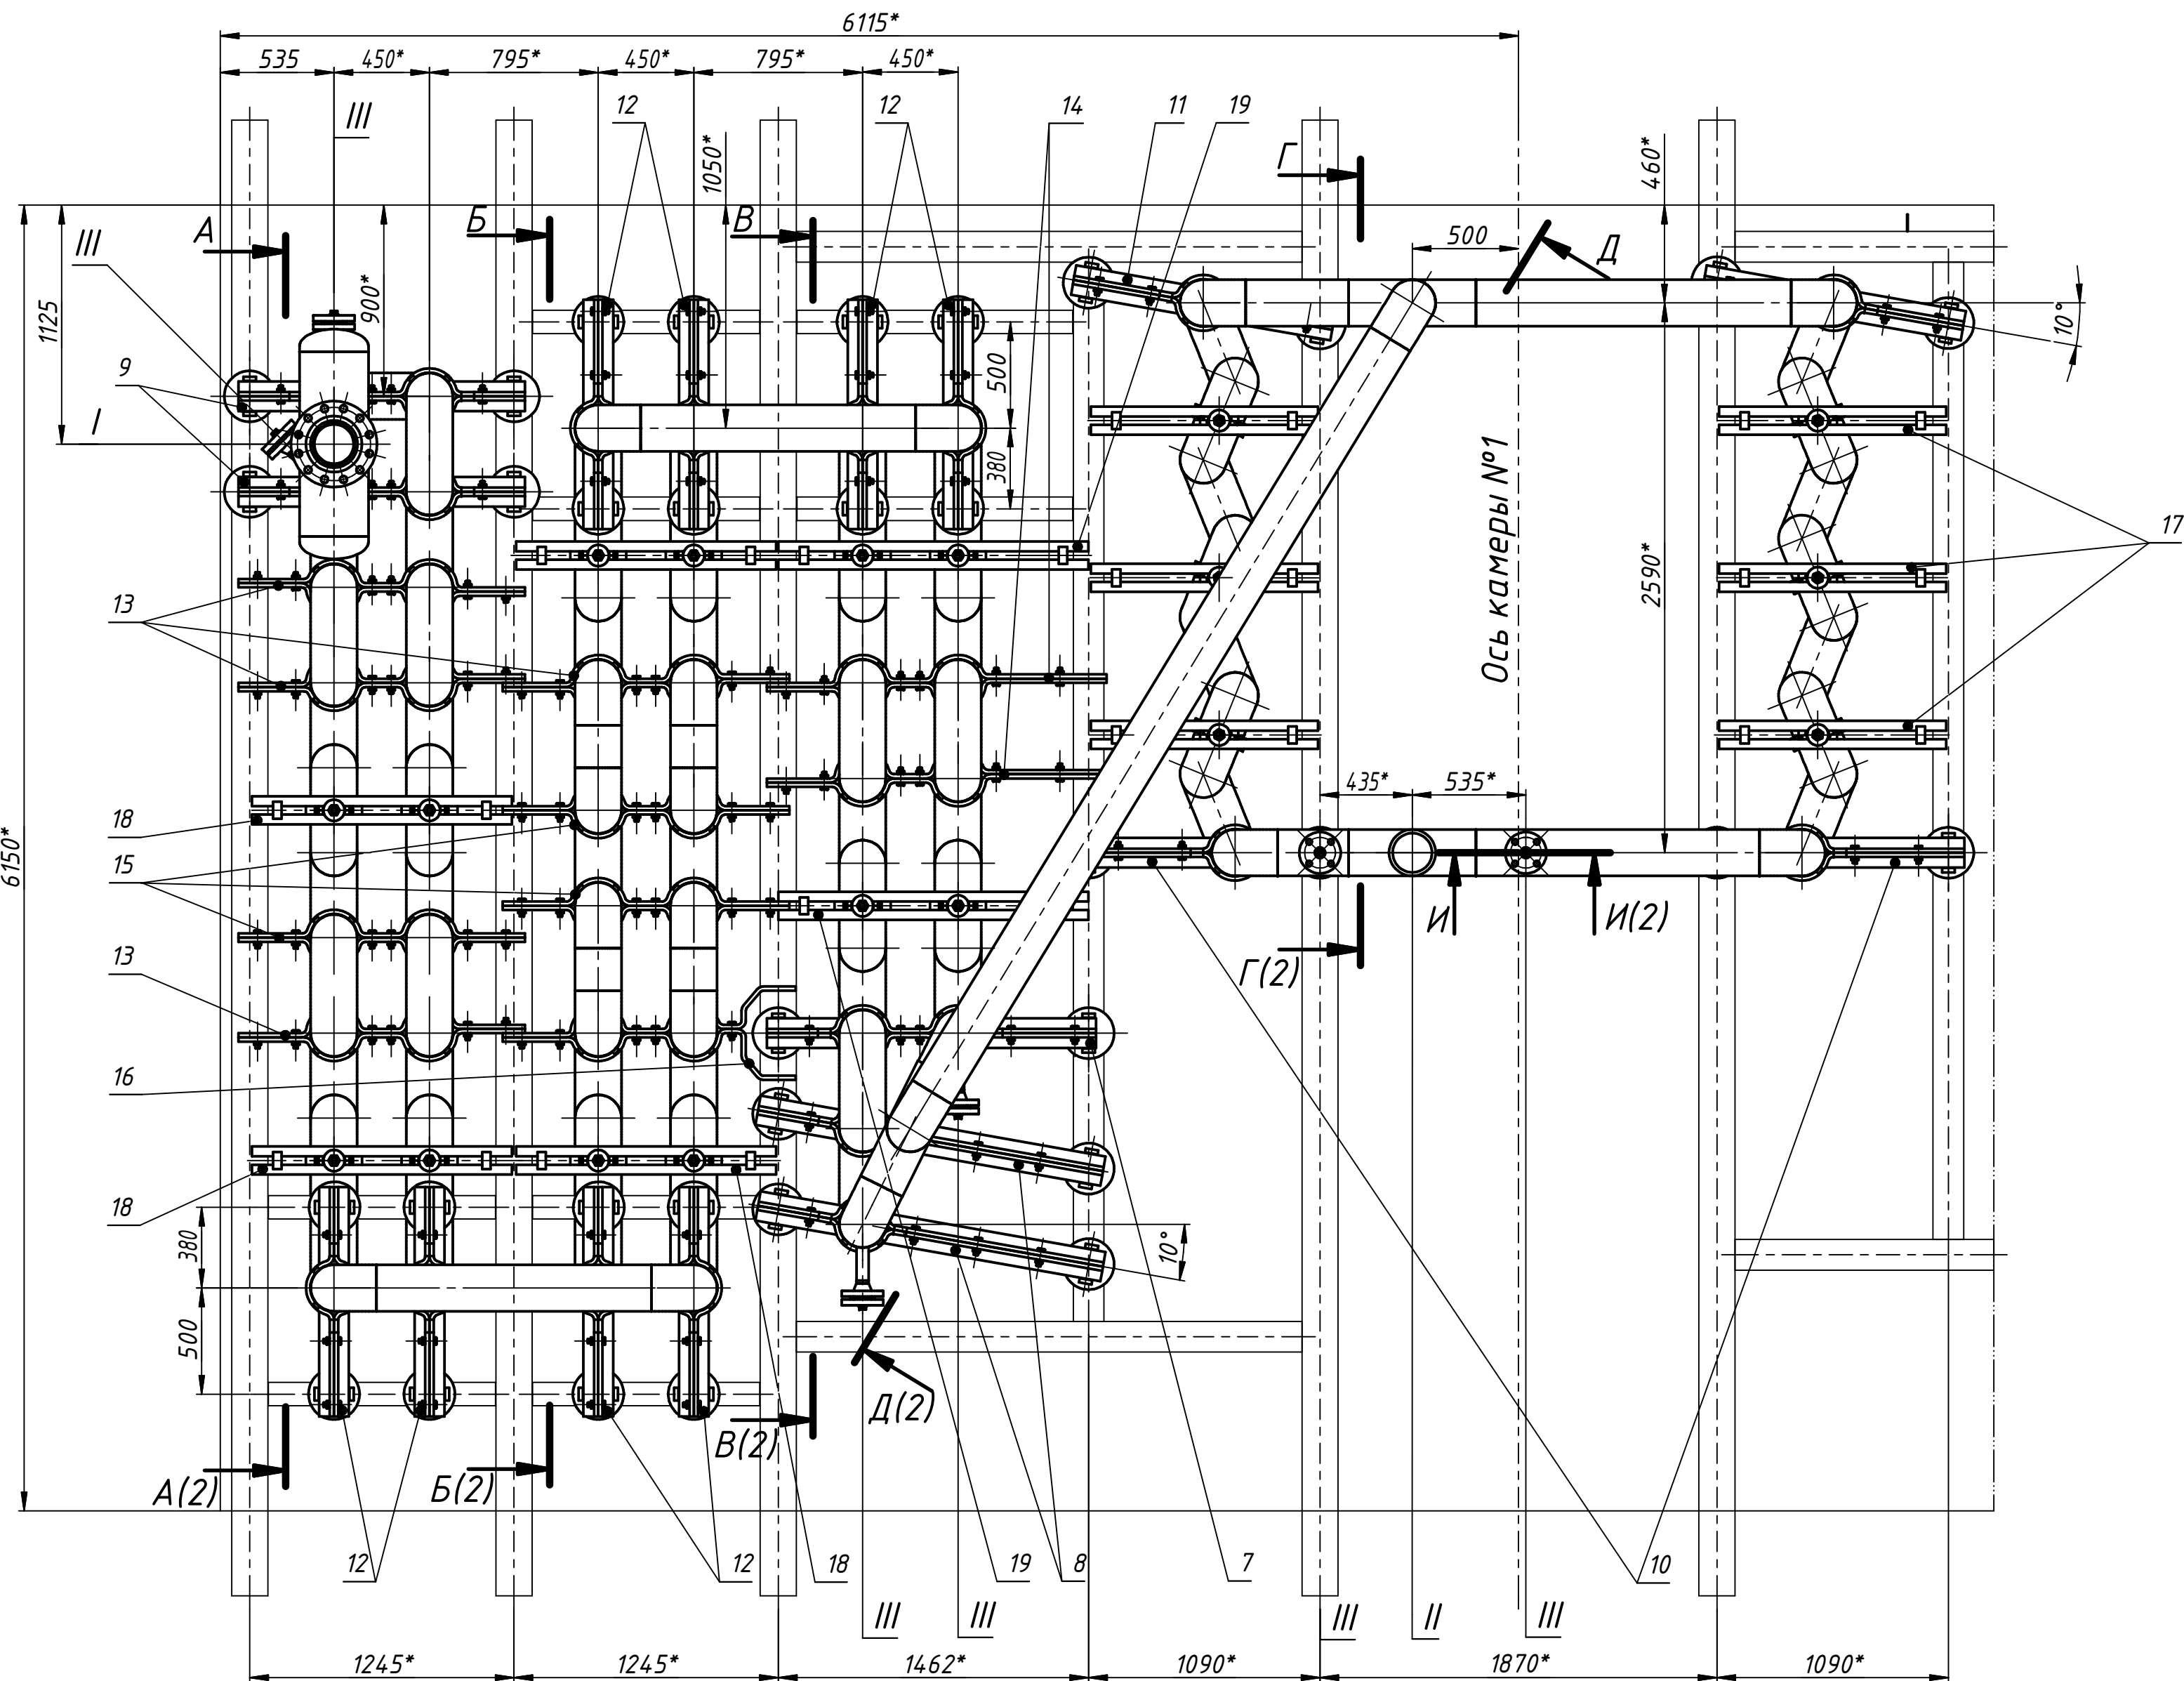 6115*
535
450*
795*
450*
795*
450*
III
12
12
14
11
19
1050*
460*
Г
А
Б
В
III
500
Д
1125
900*
10°
9
I
500
380
Ось камеры №1
2590*
17
13
435*
535*
18
15
6150*
И
И(2)
13
Г(2)
16
18
380
10°
500
Д(2)
В(2)
А(2)
Б(2)
12
12
18
19
8
7
10
III
III
III
II
III
1245*
1245*
1462*
1090*
1870*
1090*